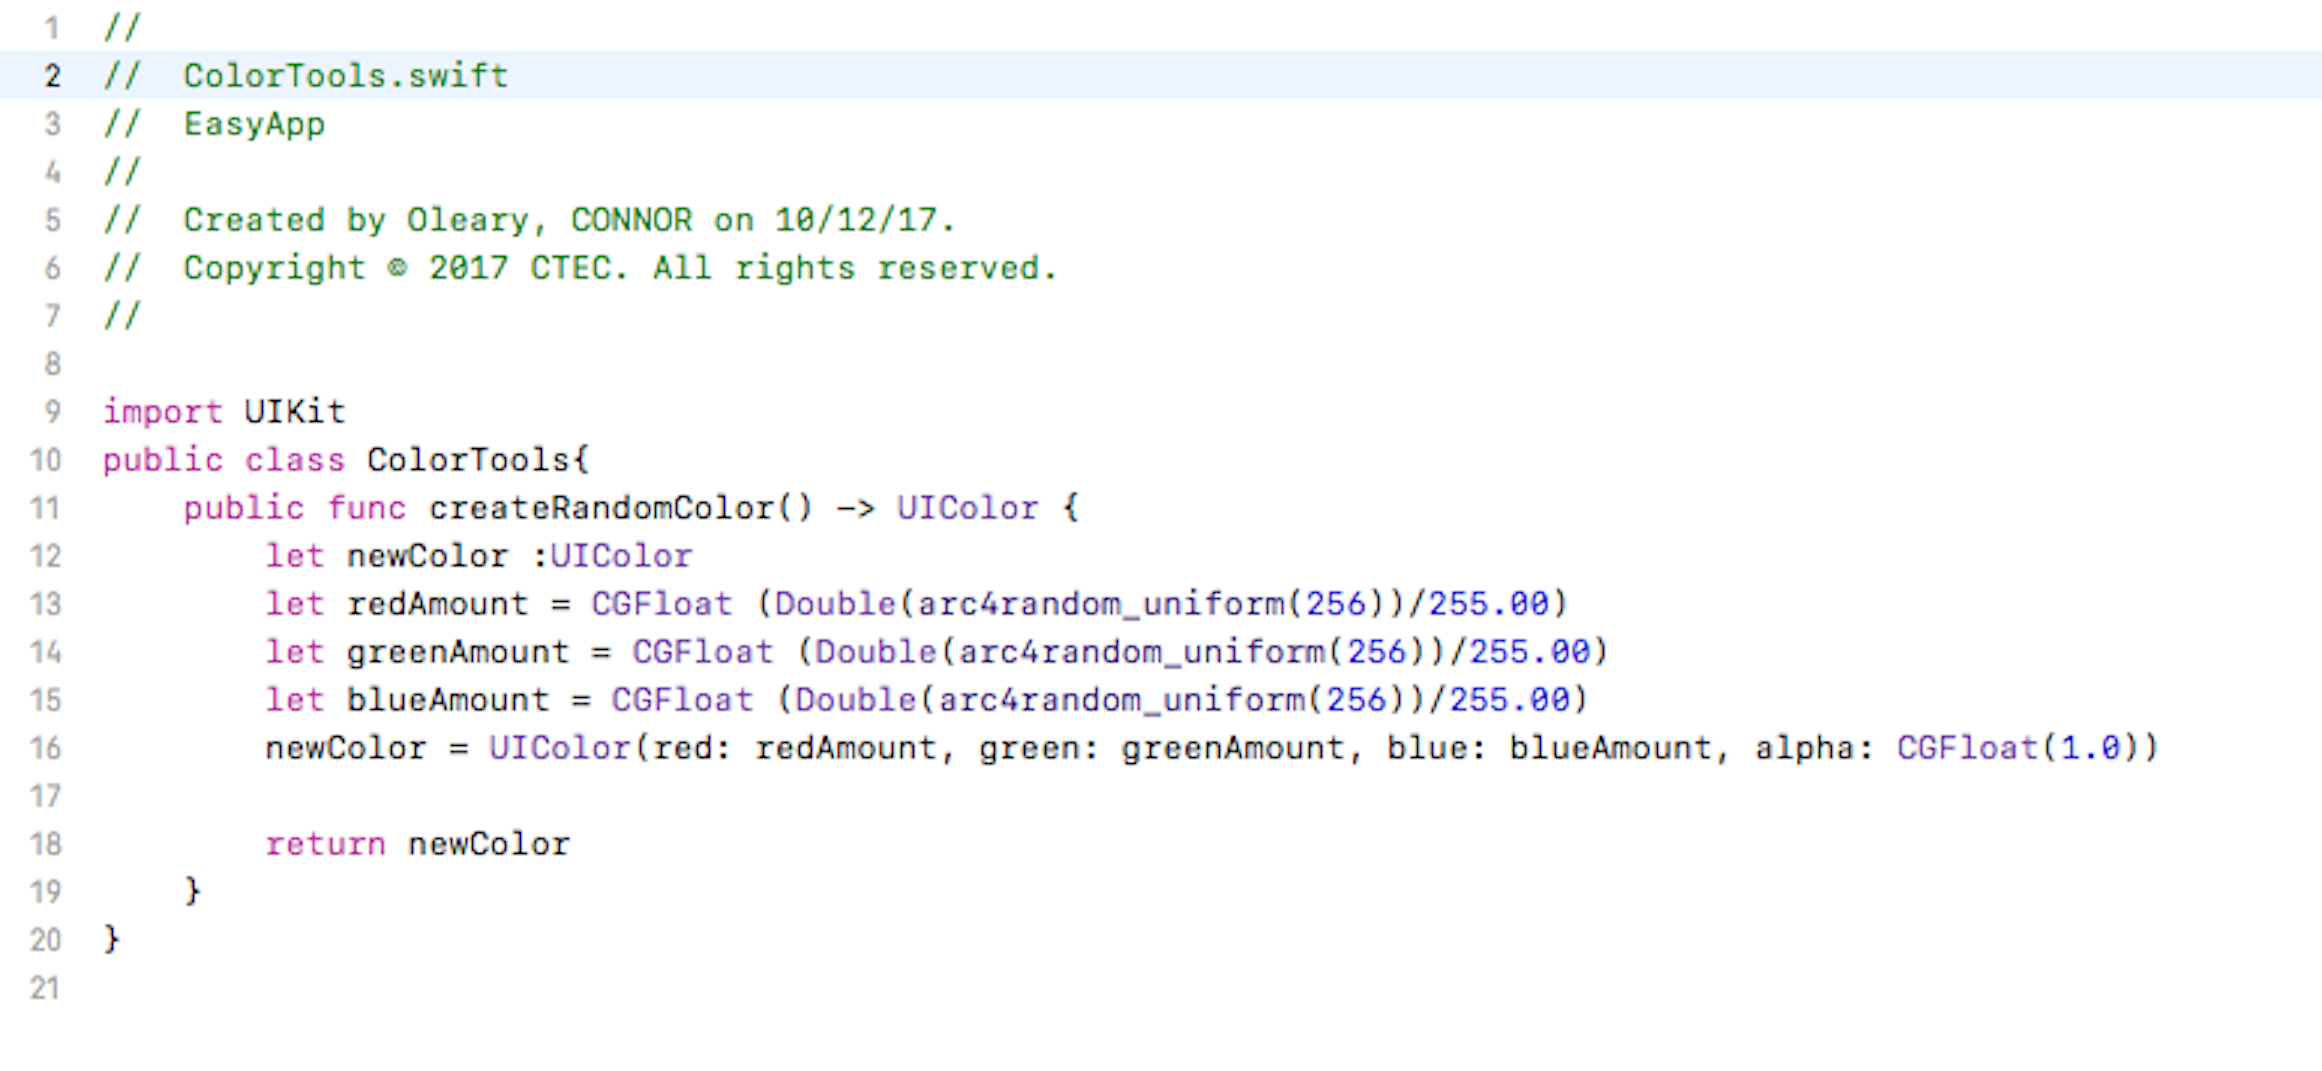 1 //
2 //  ColorTools.swift
3 //  EasyApp
4 //
5 //  Created by Oleary, CONNOR on 10/12/17.
6 //  Copyright © 2017 CTEC. All rights reserved.
7 //
8
9 import UIKit
10 public class ColorTools{
11     public func createRandomColor() -> UIColor {
12         let newColor :UIColor
13         let redAmount = CGFloat (Double(arc4random_uniform(256))/255.00)
14         let greenAmount = CGFloat (Double(arc4random_uniform(256))/255.00)
15         let blueAmount = CGFloat (Double(arc4random_uniform(256))/255.00)
16         newColor = UIColor(red: redAmount, green: greenAmount, blue: blueAmount, alpha: CGFloat(1.0))
17
18         return newColor
19     }
20 }
21